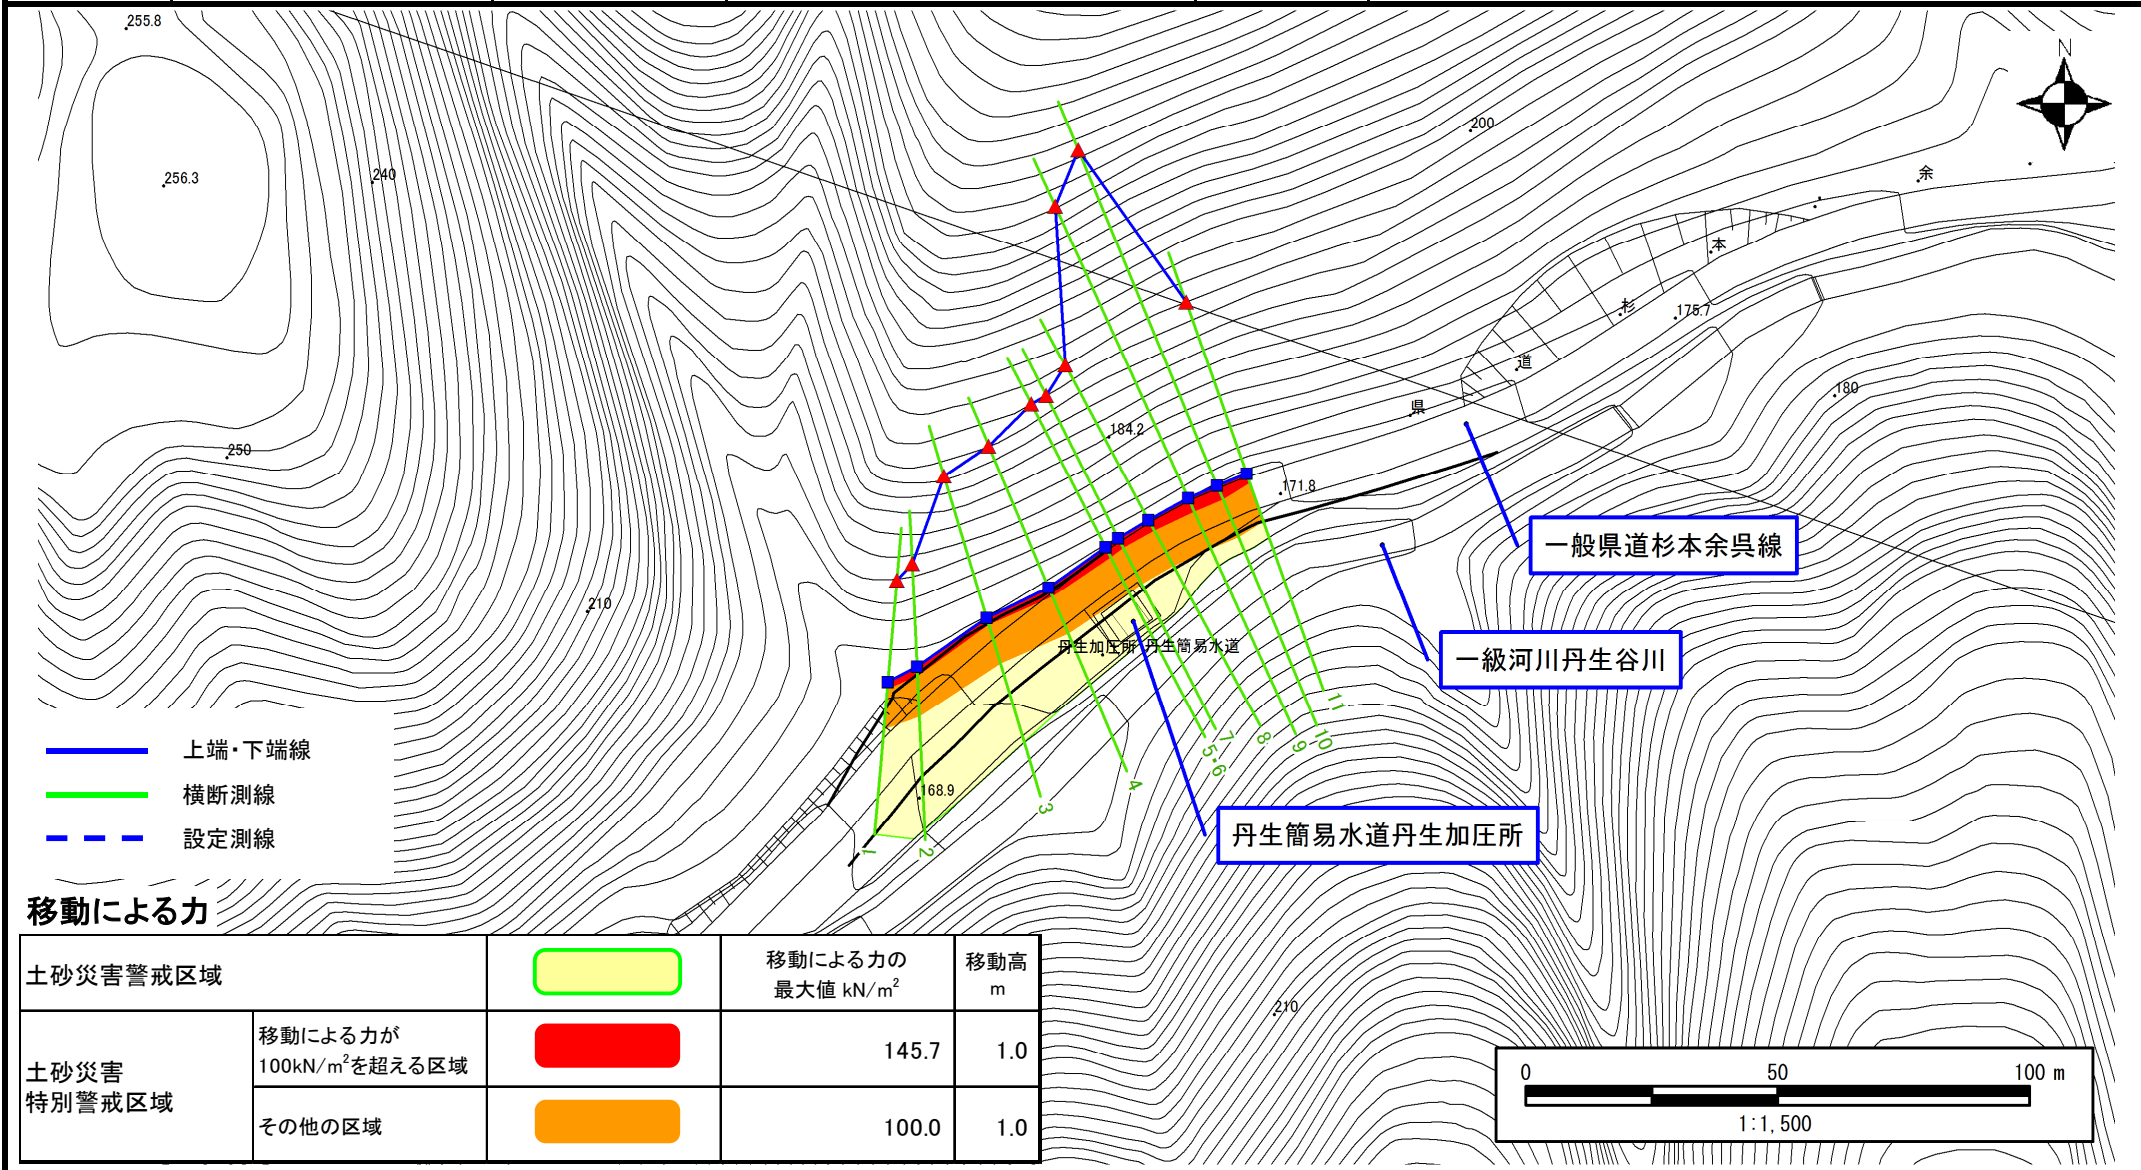 255.8
N
200
256.3
240
余
本
杉
175.7
道
180
県
184.2
250
171.8
一般県道杉本余呉線
210
丹生加圧所 丹生簡易水道
一級河川丹生谷川
11
10
9
8
7
5・6
4
3
2
1
168.9
上端・下端線
横断測線
設定測線
丹生簡易水道丹生加圧所
移動による力
土砂災害警戒区域
移動による力の
最大値 kN/m²
移動高
m
210
土砂災害
特別警戒区域
移動による力が
100kN/m²を超える区域
145.7
1.0
その他の区域
100.0
1.0
0 50 100 m
1:1,500